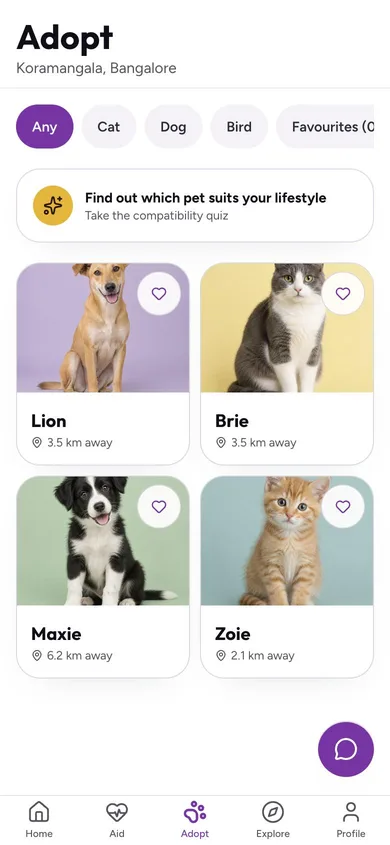 Adopt
Koramangala, Bangalore
Any
Cat
Dog
Bird
Favourites (0
Find out which pet suits your lifestyle
Take the compatibility quiz
Lion
3.5 km away
Brie
3.5 km away
Maxie
6.2 km away
Zoie
2.1 km away
Home
Aid
Adopt
Explore
Profile